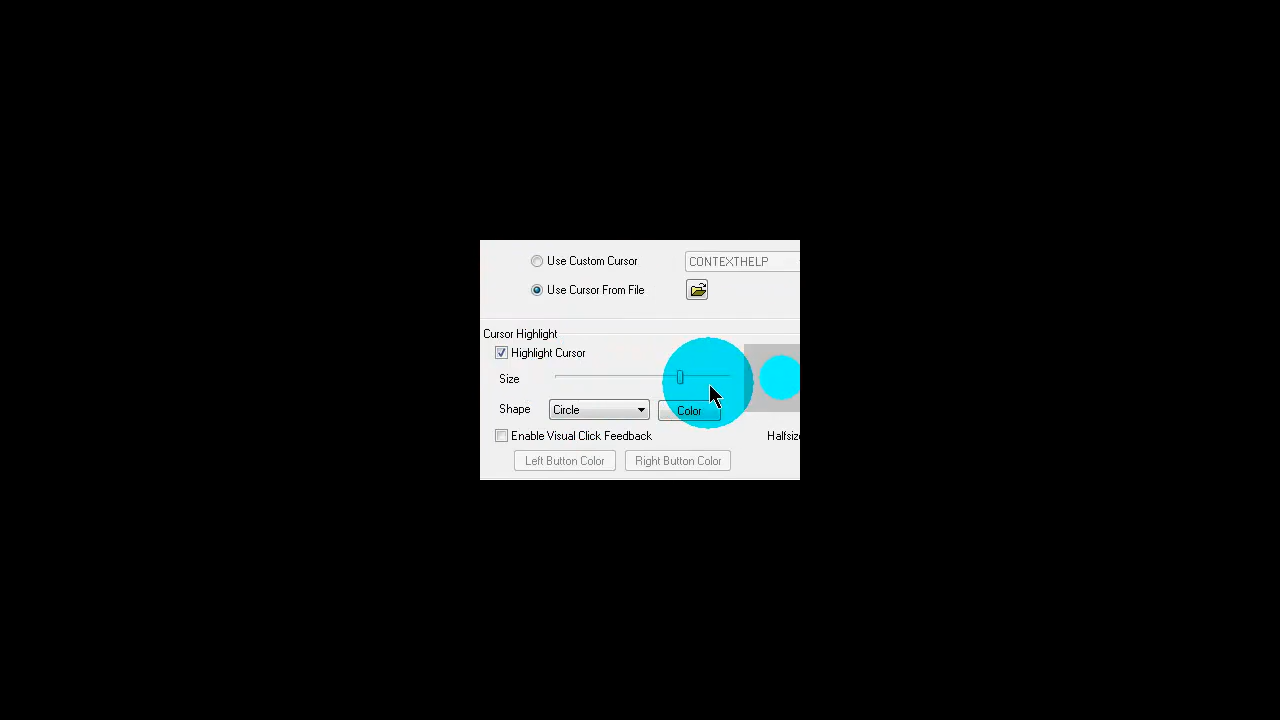 Use Custom Cursor CONTEXTHELP
Use Cursor From File
Cursor Highlight
Highlight Cursor
Size
Shape Circle Color
Enable Visual Click Feedback
Left Button Color Right Button Color